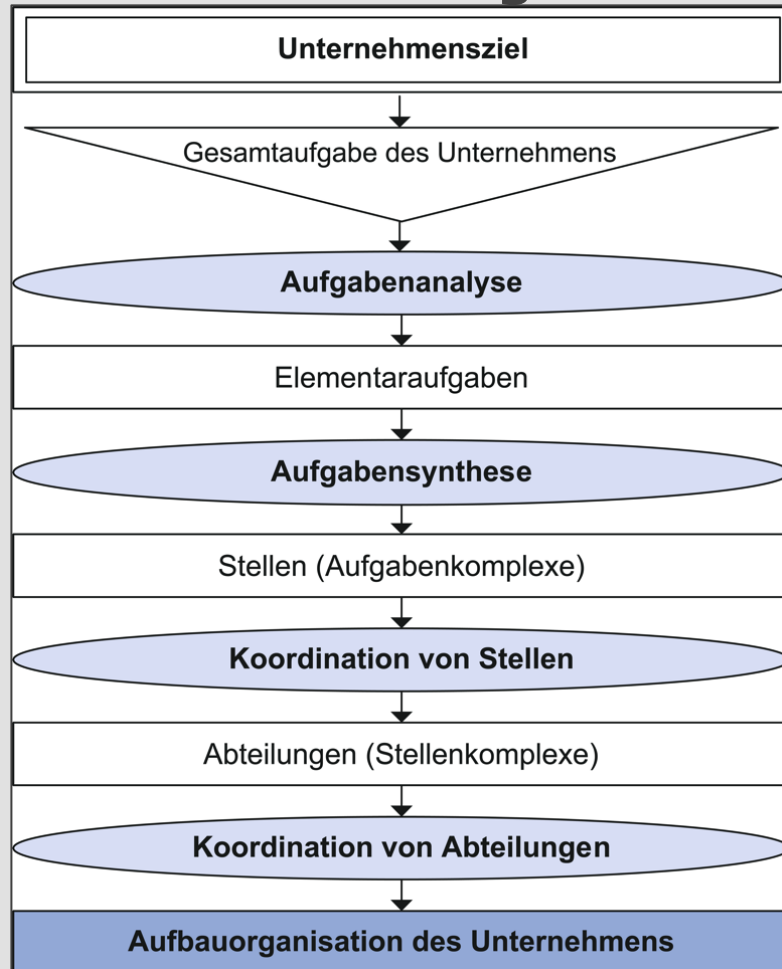 Unternehmensziel
Gesamtaufgabe des Unternehmens
Aufgabenanalyse
Elementaraufgaben
Aufgabensynthese
Stellen (Aufgabenkomplexe)
Koordination von Stellen
Abteilungen (Stellenkomplexe)
Koordination von Abteilungen
Aufbauorganisation des Unternehmens